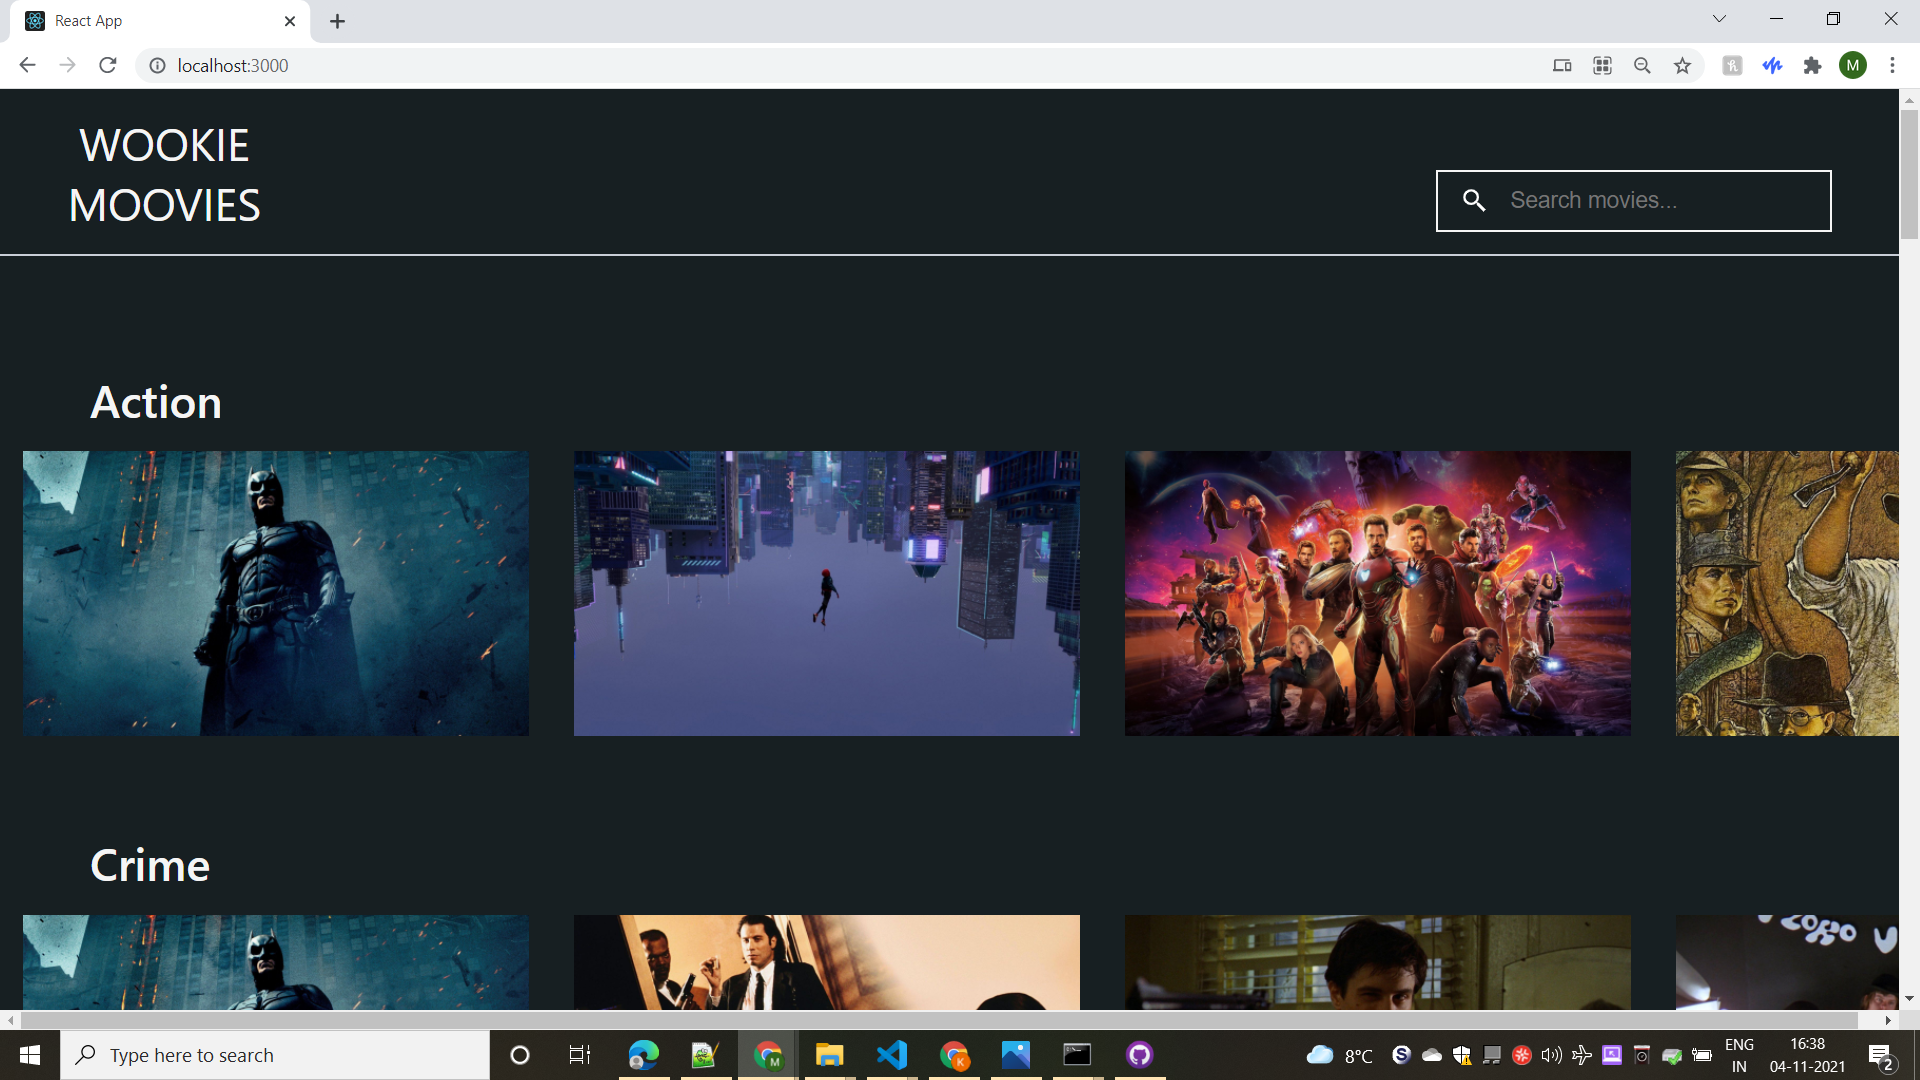 React App
localhost:3000
M
WOOKIE
MOOVIES
Search movies...
Action
Crime
Type here to search
M
K
8°C
S
ENG
IN
16:38
04-11-2021
2